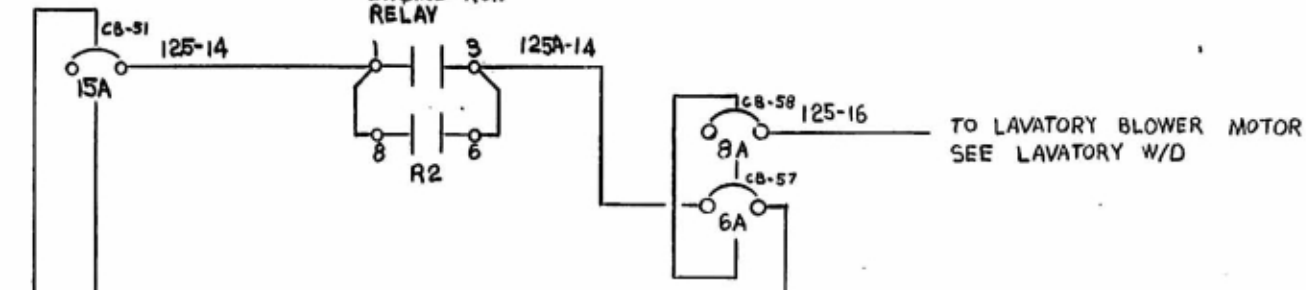 RELAY
CB-51
125-14
1
3
125A-14
15A
CB-58
125-16
TO LAVATORY BLOWER MOTOR
SEE LAVATORY W/D
8
6
8A
R2
CB-57
6A